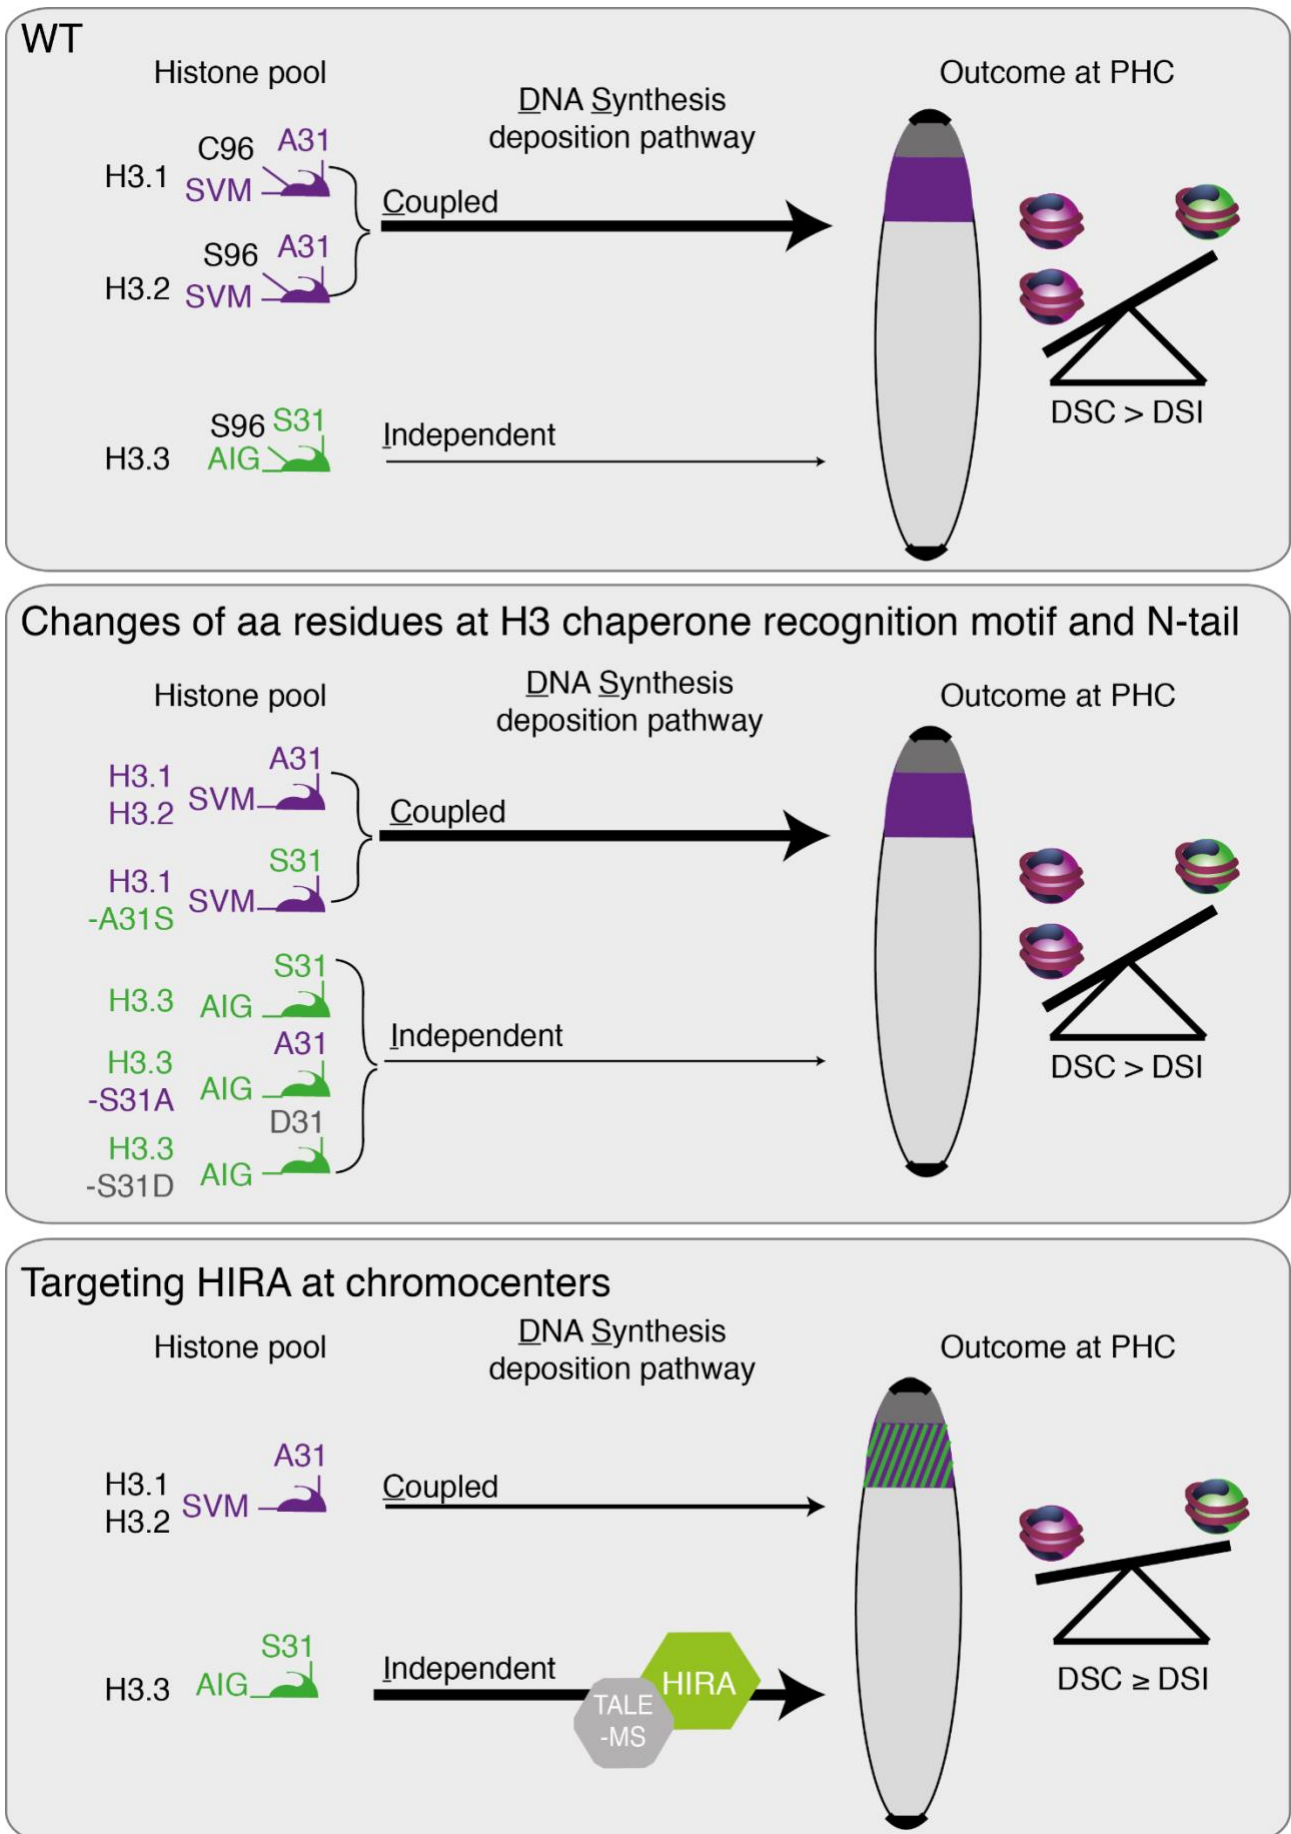 WT
Histone pool
DNA Synthesis
deposition pathway
Outcome at PHC
C96 A31
H3.1 SVM
Coupled
S96 A31
H3.2 SVM
DSC > DSI
S96 S31
H3.3 AIG
Independent
Changes of aa residues at H3 chaperone recognition motif and N-tail
Histone pool
DNA Synthesis
deposition pathway
Outcome at PHC
A31
H3.1
H3.2
SVM
Coupled
S31
H3.1
-A31S
SVM
S31
H3.3 AIG
Independent
A31
H3.3
-S31A
AIG
D31
H3.3
-S31D
AIG
DSC > DSI
Targeting HIRA at chromocenters
Histone pool
DNA Synthesis
deposition pathway
Outcome at PHC
A31
H3.1
H3.2
SVM
Coupled
S31
H3.3 AIG
Independent
HIRA
TALE
-MS
DSC ≥ DSI